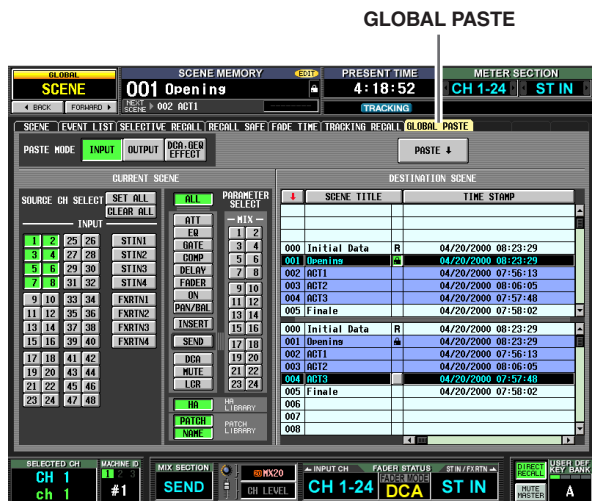 GLOBAL PASTE
GLOBAL
SCENE
BACK FORWARD
SCENE MEMORY EDIT
001 Opening
NEXT SCENE 002 ACT1
PRESENT TIME
4:18:52
TRACKING
METER SECTION
CH 1-24 ST IN
SCENE EVENT LIST SELECTIVE RECALL RECALL SAFE FADE TIME TRACKING RECALL GLOBAL PASTE
PASTE MODE INPUT OUTPUT DCA,GEQ EFFECT
PASTE
CURRENT SCENE
DESTINATION SCENE
SOURCE CH SELECT SET ALL
CLEAR ALL
INPUT
1 2 25 26 STIN1
3 4 27 28 STIN2
5 6 29 30 STIN3
7 8 31 32 STIN4
9 10 33 34 FXRTN1
11 12 35 36 FXRTN2
13 14 37 38 FXRTN3
15 16 39 40 FXRTN4
17 18 41 42
19 20 43 44
21 22 45 46
23 24 47 48
ALL PARAMETER SELECT
ATT
EQ
GATE
COMP
DELAY
FADER
ON
PAN/BAL
INSERT
SEND
DCA
MUTE
LCR
MIX
1 2
3 4
5 6
7 8
9 10
11 12
13 14
15 16
17 18
19 20
21 22
23 24
HA HA LIBRARY
PATCH PATCH LIBRARY
NAME
SCENE TITLE TIME STAMP
000 Initial Data R 04/20/2000 08:23:29
001 Opening 04/20/2000 08:23:29
002 ACT1 04/20/2000 07:56:13
003 ACT2 04/20/2000 08:06:05
004 ACT3 04/20/2000 07:57:48
005 Finale 04/20/2000 07:58:02
000 Initial Data R 04/20/2000 08:23:29
001 Opening 04/20/2000 08:23:29
002 ACT1 04/20/2000 07:56:13
003 ACT2 04/20/2000 08:06:05
004 ACT3 04/20/2000 07:57:48
005 Finale 04/20/2000 07:58:02
006
007
008
SELECTED CH
CH 1
ch 1
MACHINE ID
1 2 3
#1
MIX SECTION
SEND
MIX20
CH LEVEL
INPUT CH FADER STATUS ST IN/FXRTN
CH 1-24 FADER MODE DCA ST IN
DIRECT RECALL
MUTE MASTER
USER DEF KEY BANK
A